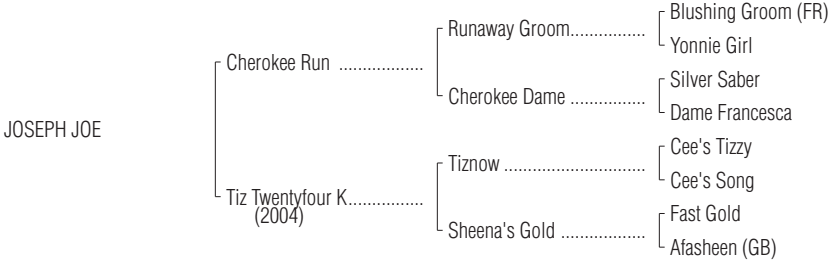 Blushing Groom (FR)
Runaway Groom..................
Yonnie Girl
Cherokee Run ..................
Silver Saber
Cherokee Dame ................
Dame Francesca
JOSEPH JOE
Cee's Tizzy
Tiznow ..............................
Cee's Song
Tiz Twentyfour K................
(2004)
Fast Gold
Sheena's Gold ..................
Afasheen (GB)